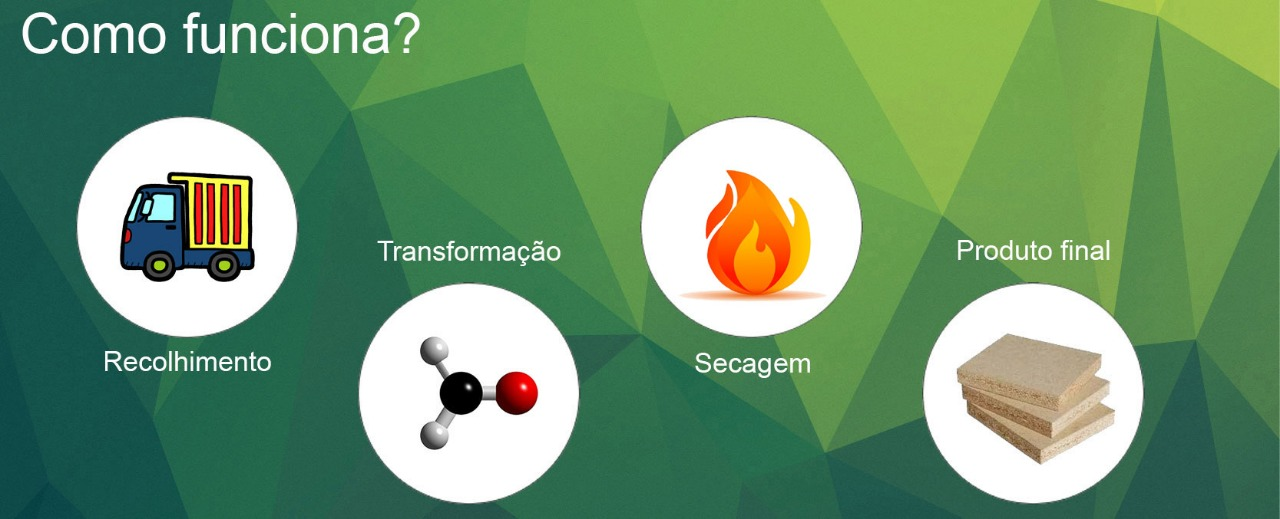 Como funciona?
Recolhimento
Transformação
Secagem
Produto final